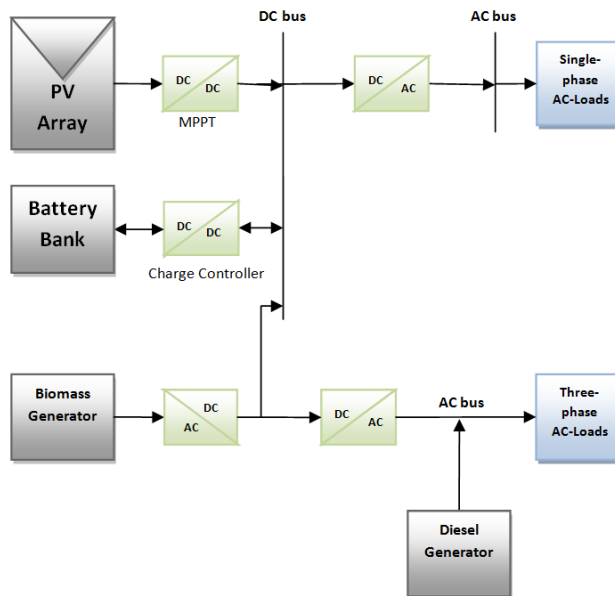 DC bus
AC bus
PV
Array
DC
DC
MPPT
DC
AC
Single-
phase
AC-Loads
Battery
Bank
DC
DC
Charge Controller
Biomass
Generator
DC
AC
DC
AC
AC bus
Three-
phase
AC-Loads
Diesel
Generator